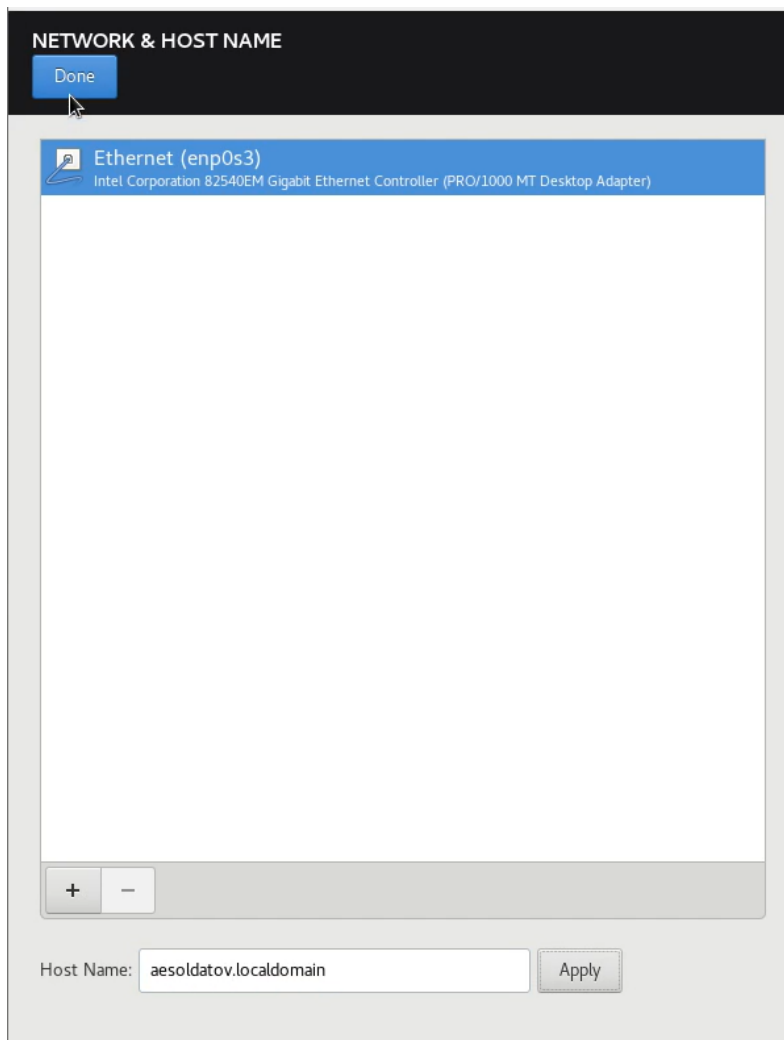 NETWORK & HOST NAME
Done
Ethernet (enp0s3)
Intel Corporation 82540EM Gigabit Ethernet Controller (PRO/1000 MT Desktop Adapter)
+ −
Host Name: aesoldatov.localdomain Apply